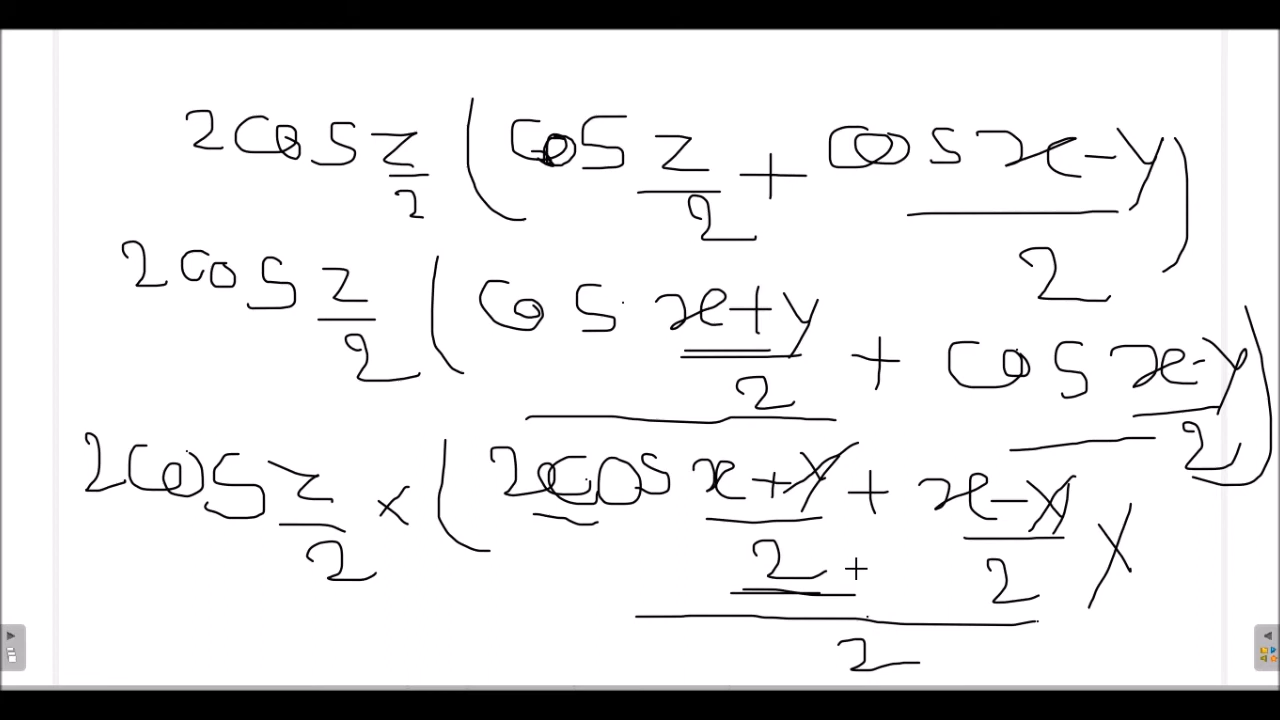 2cos z/2 (cos z/2 + cos x-y/2)
2cos z/2 (cos x+y/2 + cos x-y/2)
2cos z/2 × (2cos x+y/2 + x-y/2 ×
+
2